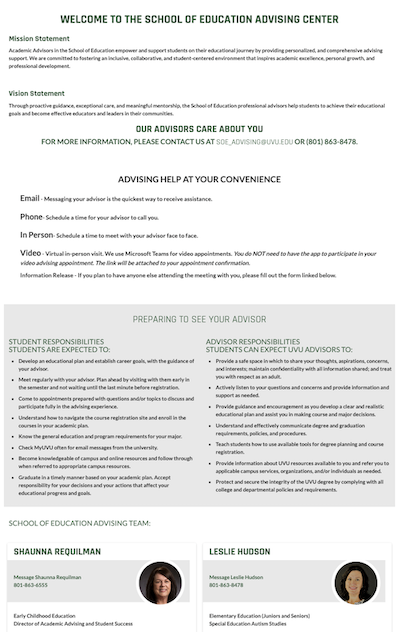 WELCOME TO THE SCHOOL OF EDUCATION ADVISING CENTER
Mission Statement
Academic Advisors in the School of Education empower and support students on their educational journey by providing personalized, and comprehensive advising
support. We are committed to fostering an inclusive, collaborative, and student-centered environment that inspires academic excellence, personal growth, and
professional development.
Vision Statement
Through proactive guidance, exceptional care, and meaningful mentorship, the School of Education professional advisors help students to achieve their educational
goals and become effective educators and leaders in their communities.
OUR ADVISORS CARE ABOUT YOU
FOR MORE INFORMATION, PLEASE CONTACT US AT SOE_ADVISING@UVU.EDU OR (801) 863-8478.
ADVISING HELP AT YOUR CONVENIENCE
Email - Messaging your advisor is the quickest way to receive assistance.
Phone- Schedule a time for your advisor to call you.
In Person- Schedule a time to meet with your advisor face to face.
Video - Virtual in-person visit. We use Microsoft Teams for video appointments. You do NOT need to have the app to participate in your
video advising appointment. The link will be attached to your appointment confirmation.
Information Release - If you plan to have anyone else attending the meeting with you, please fill out the form linked below.
PREPARING TO SEE YOUR ADVISOR
STUDENT RESPONSIBILITIES
STUDENTS ARE EXPECTED TO:
• Develop an educational plan and establish career goals, with the guidance of
your advisor.
• Meet regularly with your advisor. Plan ahead by visiting with them early in
the semester and not waiting until the last minute before registration.
• Come to appointments prepared with questions and/or topics to discuss and
participate fully in the advising experience.
• Understand how to navigate the course registration site and enroll in the
courses in your academic plan.
• Know the general education and program requirements for your major.
• Check MyUVU often for email messages from the university.
• Become knowledgeable of campus and online resources and follow through
when referred to appropriate campus resources.
• Graduate in a timely manner based on your academic plan. Accept
responsibility for your decisions and your actions that affect your
educational progress and goals.
ADVISOR RESPONSIBILITIES
STUDENTS CAN EXPECT UVU ADVISORS TO:
• Provide a safe space in which to share your thoughts, aspirations, concerns,
and interests; maintain confidentiality with all information shared; and treat
you with respect as an adult.
• Actively listen to your questions and concerns and provide information and
support as needed.
• Provide guidance and encouragement as you develop a clear and realistic
educational plan and assist you in making course and major decisions.
• Understand and effectively communicate degree and graduation
requirements, policies, and procedures.
• Teach students how to use available tools for degree planning and course
registration.
• Provide information about UVU resources available to you and refer you to
applicable campus services, organizations, and/or individuals as needed.
• Protect and secure the integrity of the UVU degree by complying with all
college and departmental policies and requirements.
SCHOOL OF EDUCATION ADVISING TEAM:
SHAUNNA REQUILMAN
Message Shaunna Requilman
801-863-6555
Early Childhood Education
Director of Academic Advising and Student Success
LESLIE HUDSON
Message Leslie Hudson
801-863-8478
Elementary Education (Juniors and Seniors)
Special Education Autism Studies